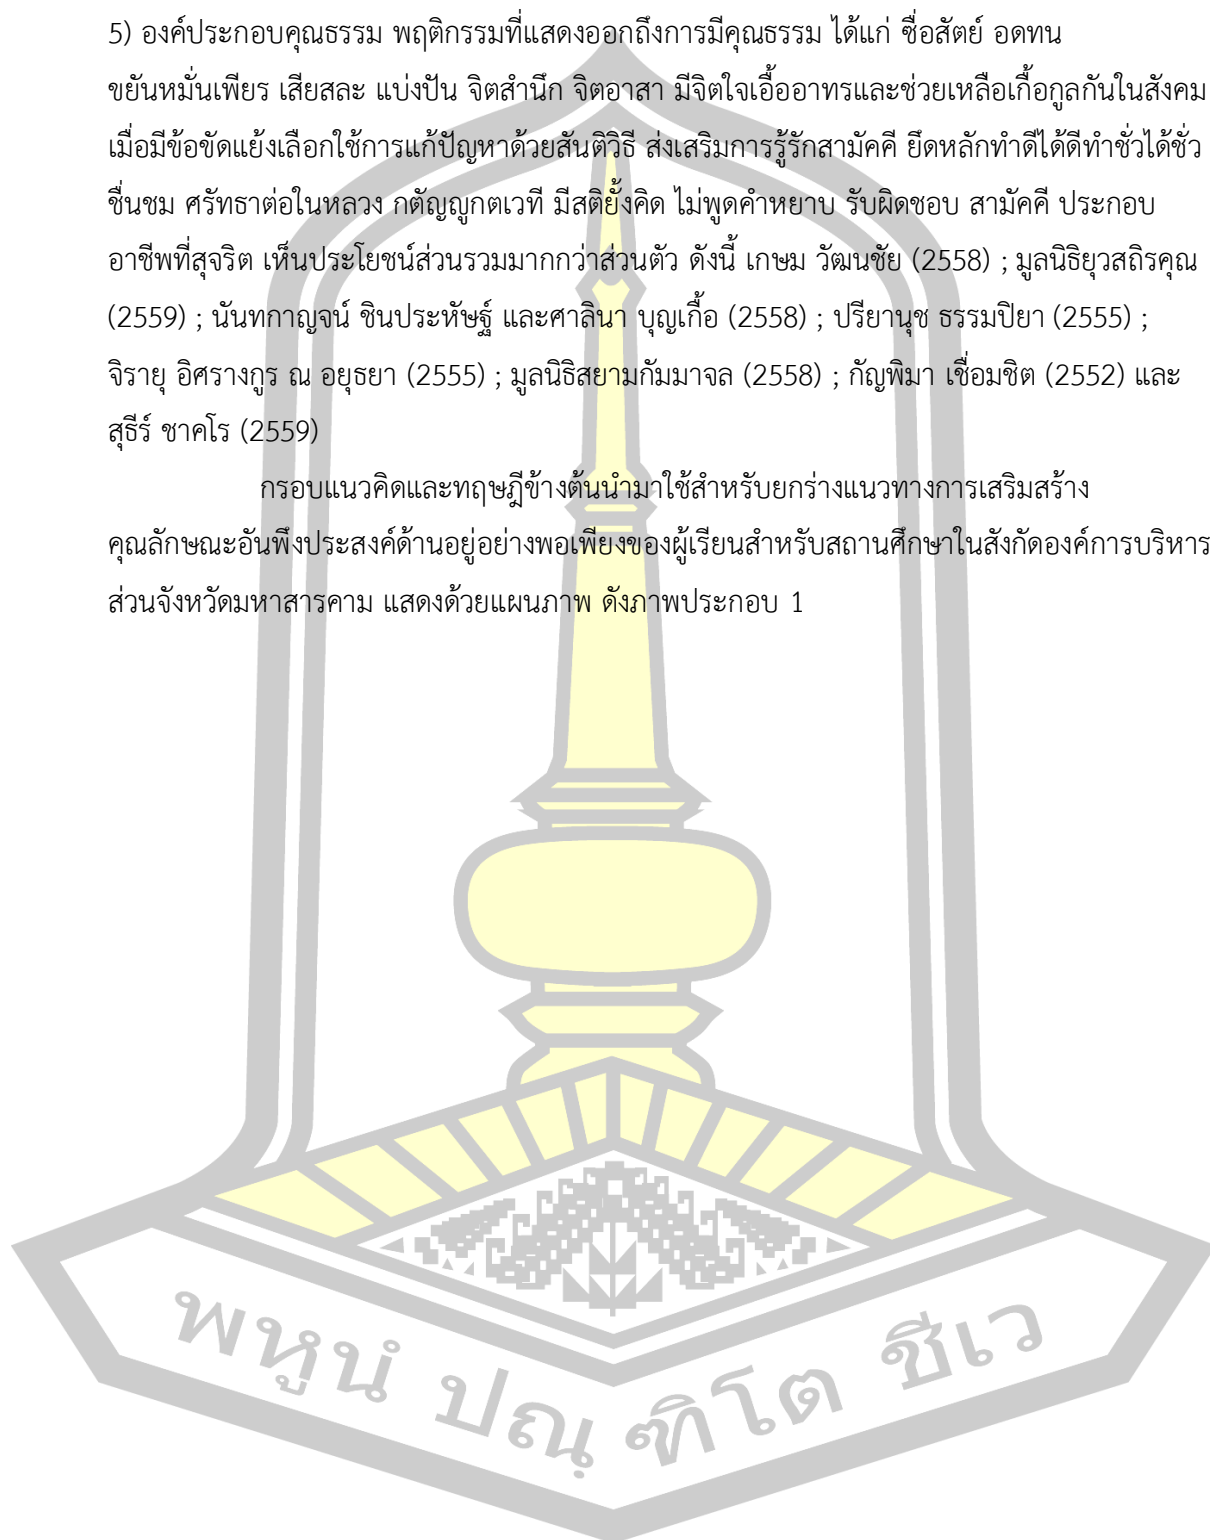 5) องค์ประกอบคุณธรรม พฤติกรรมที่แสดงออกถึงการมีคุณธรรม ได้แก่ ซื่อสัตย์ อดทน
ขยันหมั่นเพียร เสียสละ แบ่งปัน จิตสำนึก จิตอาสา มีจิตใจเอื้ออาทรและช่วยเหลือเกื้อกูลกันในสังคม
เมื่อมีข้อขัดแย้งเลือกใช้การแก้ปัญหาด้วยสันติวิธี ส่งเสริมการรู้รักสามัคคี ยึดหลักทำดีได้ดีทำชั่วได้ชั่ว
ชื่นชม ศรัทธาต่อในหลวง กตัญญูกตเวที มีสติยั้งคิด ไม่พูดคำหยาบ รับผิดชอบ สามัคคี ประกอบ
อาชีพที่สุจริต เห็นประโยชน์ส่วนรวมมากกว่าส่วนตัว ดังนี้ เกษม วัฒนชัย (2558) ; มูลนิธิยุวสถิรคุณ
(2559) ; นันทกาญจน์ ชินประหัษฐ์ และศาลินา บุญเกื้อ (2558) ; ปรียานุช ธรรมปิยา (2555) ;
จิรายุ อิศรางกูร ณ อยุธยา (2555) ; มูลนิธิสยามกัมมาจล (2558) ; กัญพิมา เชื่อมชิต (2552) และ
สุธีร์ ชาคโร (2559)
กรอบแนวคิดและทฤษฎีข้างต้นนำมาใช้สำหรับยกร่างแนวทางการเสริมสร้าง
คุณลักษณะอันพึงประสงค์ด้านอยู่อย่างพอเพียงของผู้เรียนสำหรับสถานศึกษาในสังกัดองค์การบริหาร
ส่วนจังหวัดมหาสารคาม แสดงด้วยแผนภาพ ดังภาพประกอบ 1
พหูนํ ปณฺฑิโต ชีเว